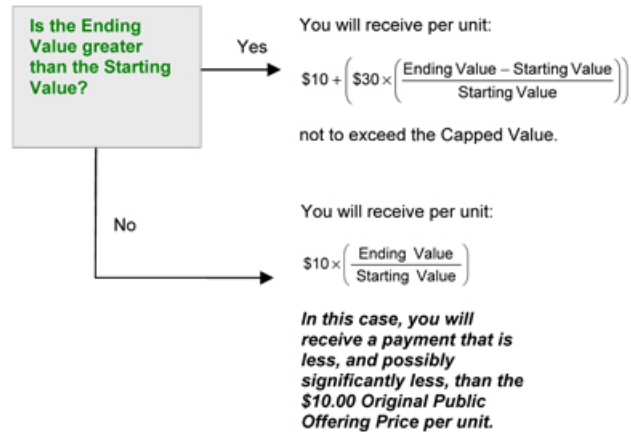 Is the Ending
Value greater
than the Starting
Value?
Yes
You will receive per unit:
$10 + ($30 × (Ending Value – Starting Value / Starting Value))
not to exceed the Capped Value.
No
You will receive per unit:
$10 × (Ending Value / Starting Value)
In this case, you will
receive a payment that is
less, and possibly
significantly less, than the
$10.00 Original Public
Offering Price per unit.